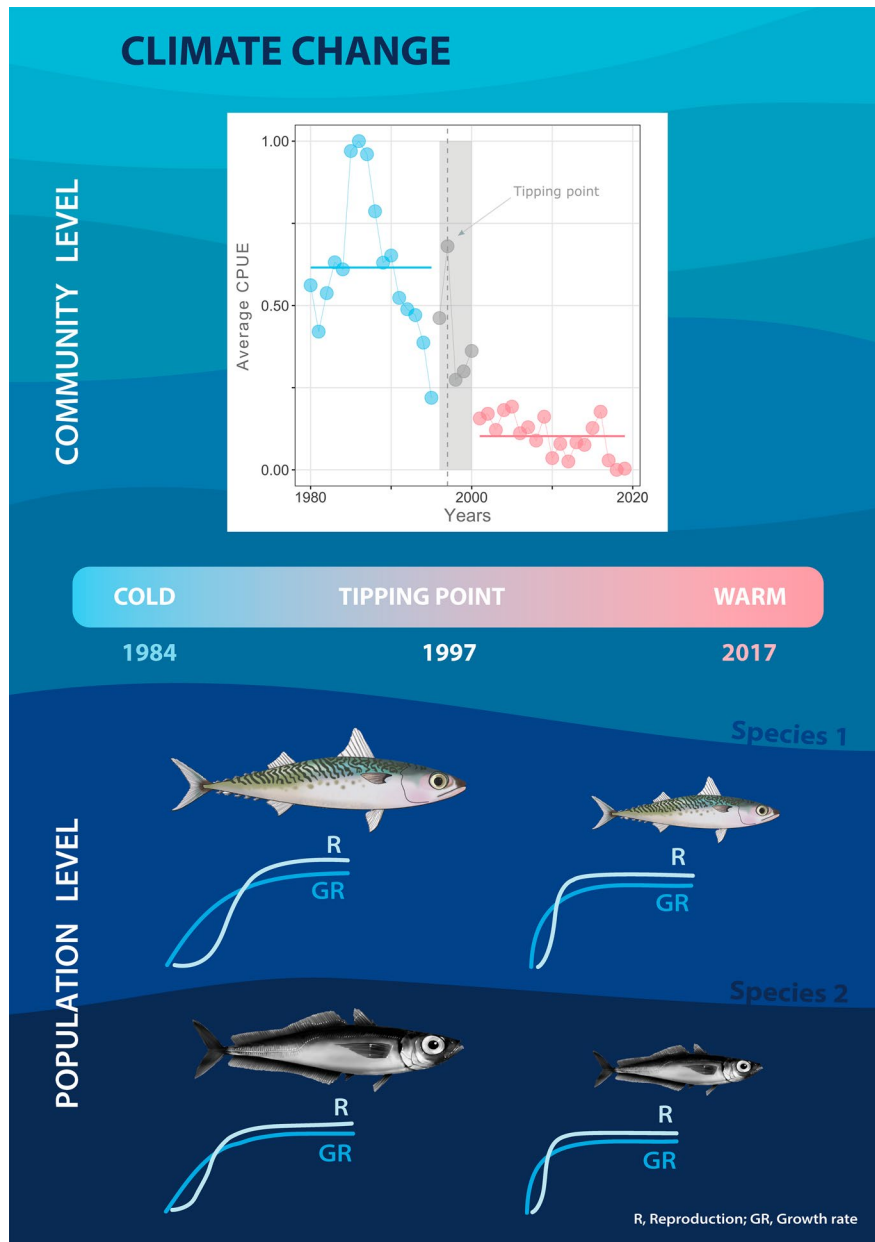 CLIMATE CHANGE
COMMUNITY LEVEL
Average CPUE
1.00
0.50
0.00
Tipping point
1980
2000
2020
Years
COLD
TIPPING POINT
WARM
1984
1997
2017
POPULATION LEVEL
Species 1
R
GR
R
GR
Species 2
R
GR
R
GR
R, Reproduction; GR, Growth rate